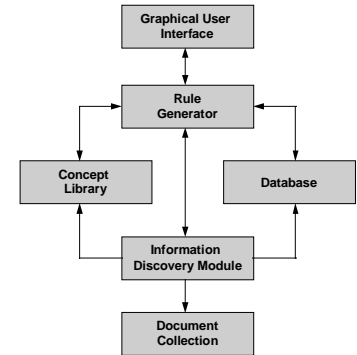 Graphical User
Interface
Rule
Generator
Concept
Library
Database
Information
Discovery Module
Document
Collection